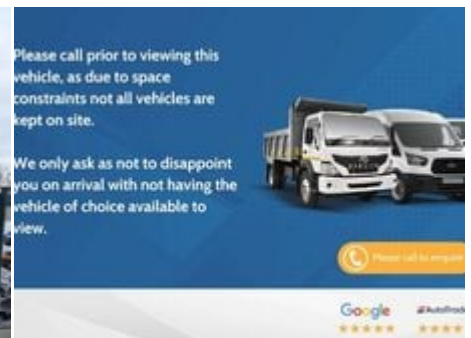 Please call prior to viewing this
vehicle, as due to space
constraints not all vehicles are
kept on site.
We only ask as not to disappoint
you on arrival with not having the
vehicle of choice available to
view.
Please call to enquire
Google
AutoTrade